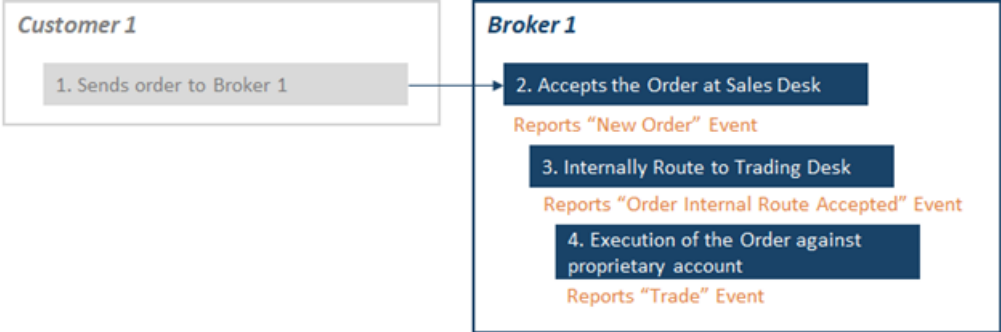 Customer 1
1. Sends order to Broker 1
Broker 1
2. Accepts the Order at Sales Desk
Reports “New Order” Event
3. Internally Route to Trading Desk
Reports “Order Internal Route Accepted” Event
4. Execution of the Order against
proprietary account
Reports “Trade” Event